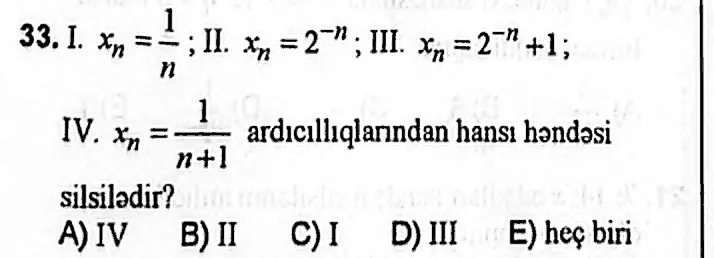 33. I. xₙ = 1/n ; II. xₙ = 2⁻ⁿ ; III. xₙ = 2⁻ⁿ + 1;
IV. xₙ = 1/(n+1) ardıcıllıqlarından hansı həndəsi
silsilədir?
A) IV B) II C) I D) III E) heç biri